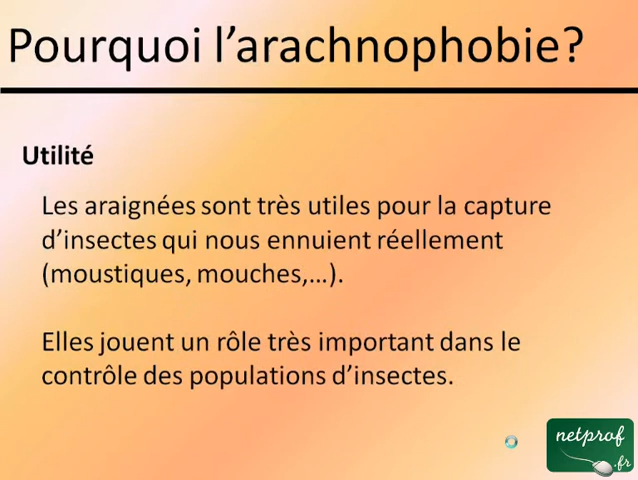 Pourquoi l’arachnophobie?
Utilité
Les araignées sont très utiles pour la capture
d’insectes qui nous ennuient réellement
(moustiques, mouches,…).
Elles jouent un rôle très important dans le
contrôle des populations d’insectes.
netprof
.fr